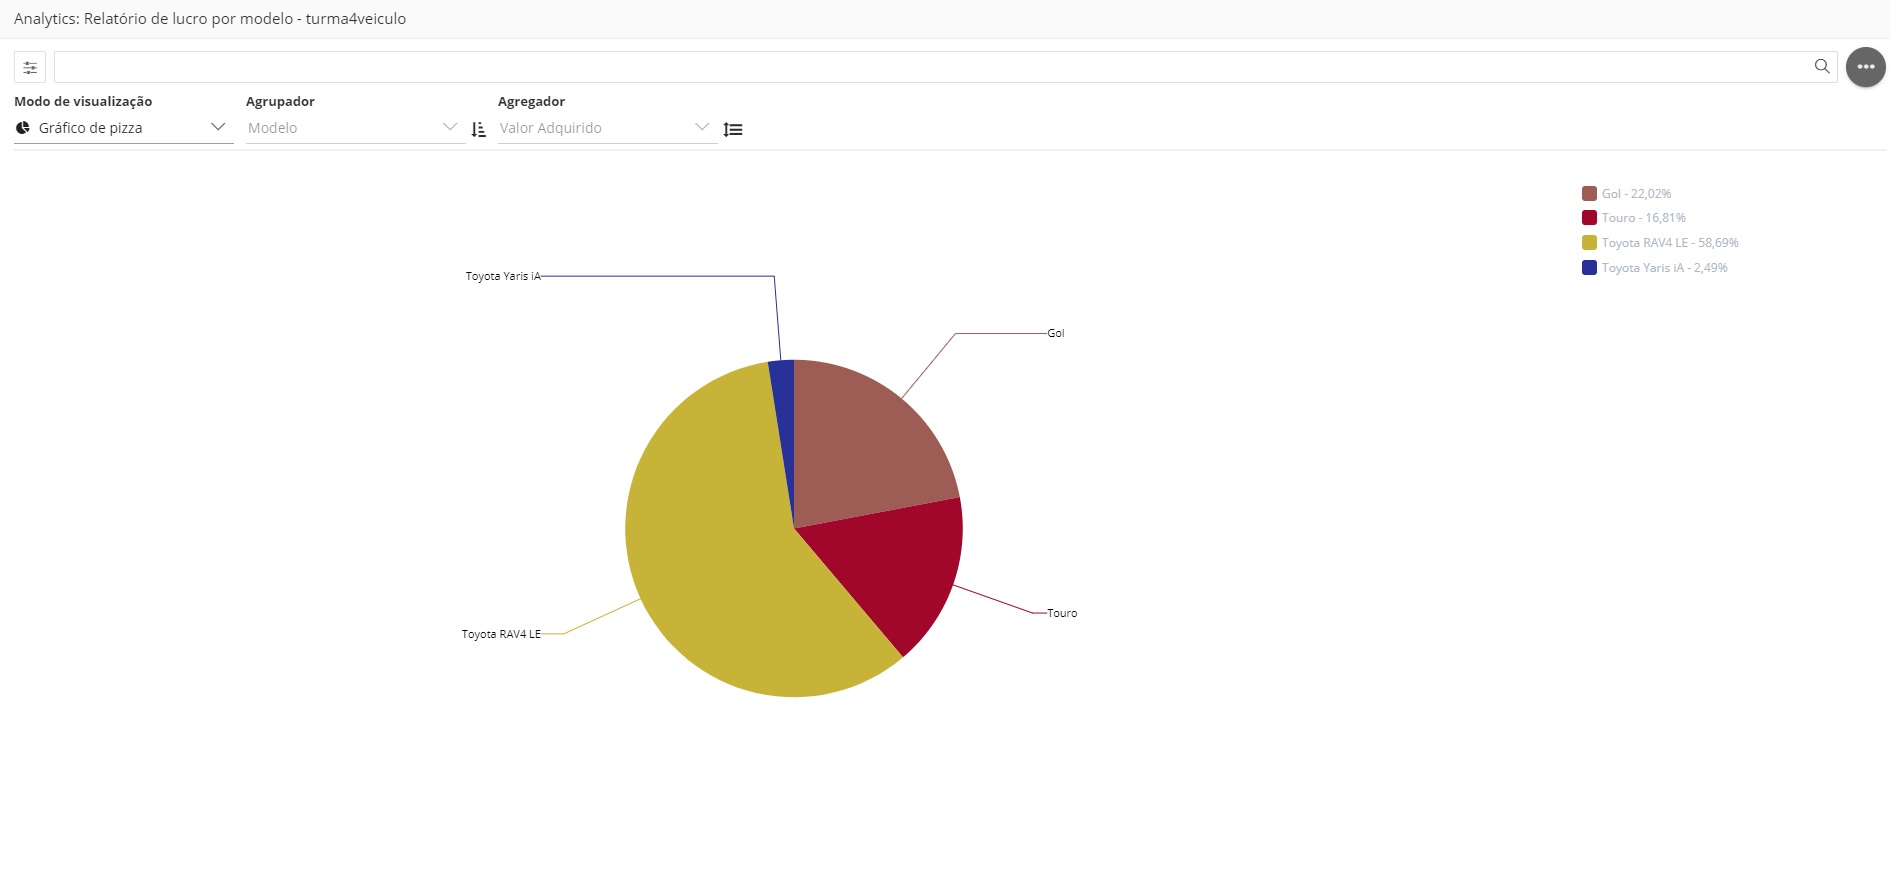 Analytics: Relatório de lucro por modelo - turma4veiculo
Modo de visualização
Agrupador
Agregador
Gráfico de pizza
Modelo
Valor Adquirido
Gol - 22,02%
Touro - 16,81%
Toyota RAV4 LE - 58,69%
Toyota Yaris iA - 2,49%
Toyota Yaris iA
Gol
Touro
Toyota RAV4 LE